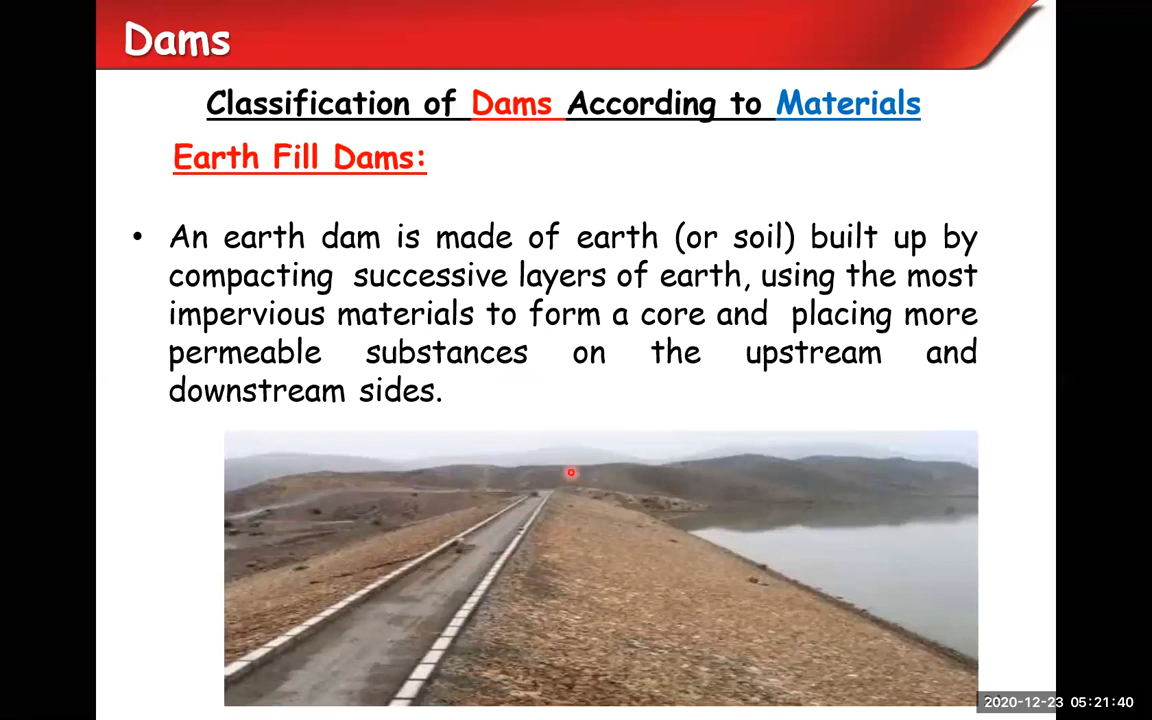 Dams
Classification of Dams According to Materials
Earth Fill Dams:
• An earth dam is made of earth (or soil) built up by
compacting successive layers of earth, using the most
impervious materials to form a core and placing more
permeable substances on the upstream and
downstream sides.
2020-12-23 05:21:40